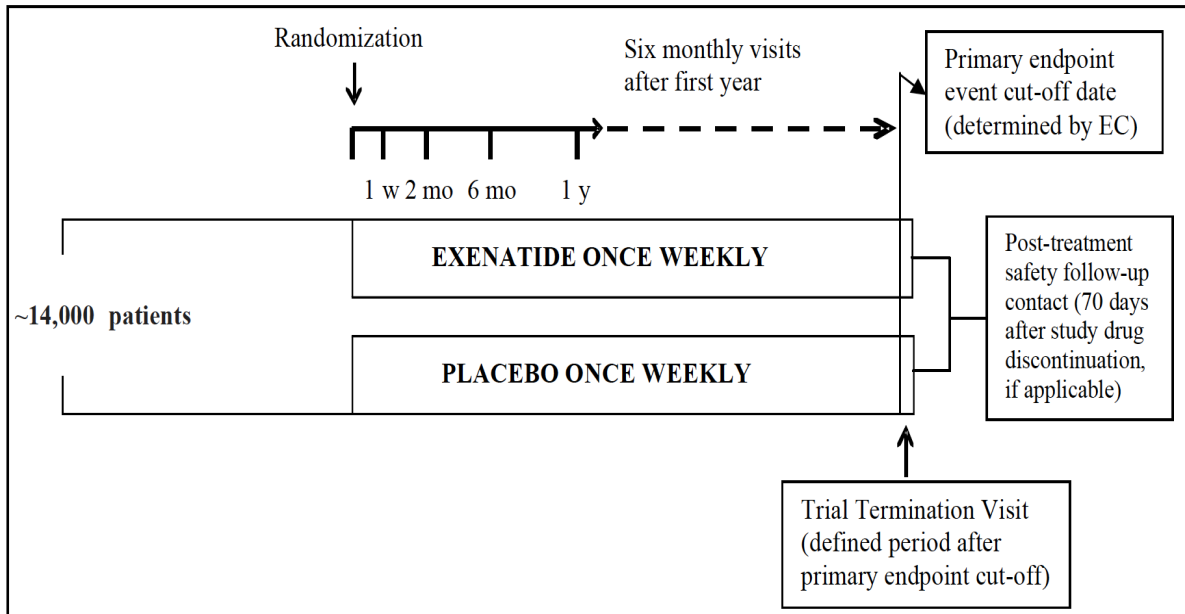 Randomization
Six monthly visits
after first year
Primary endpoint
event cut-off date
(determined by EC)
1 w 2 mo 6 mo 1 y
EXENATIDE ONCE WEEKLY
~14,000 patients
PLACEBO ONCE WEEKLY
Post-treatment
safety follow-up
contact (70 days
after study drug
discontinuation,
if applicable)
Trial Termination Visit
(defined period after
primary endpoint cut-off)